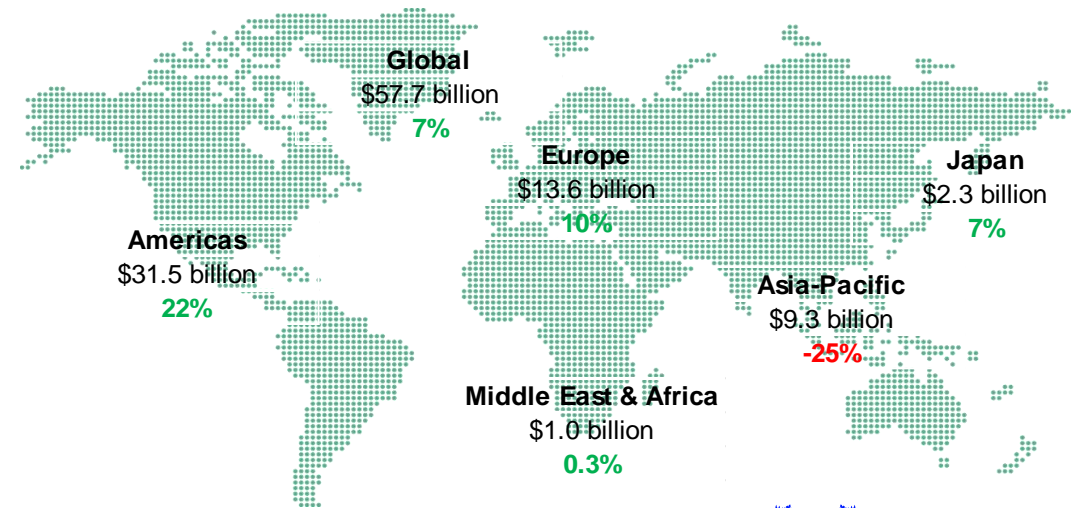 Global
$57.7 billion
7%
Europe
$13.6 billion
10%
Japan
$2.3 billion
7%
Americas
$31.5 billion
22%
Asia-Pacific
$9.3 billion
-25%
Middle East & Africa
$1.0 billion
0.3%